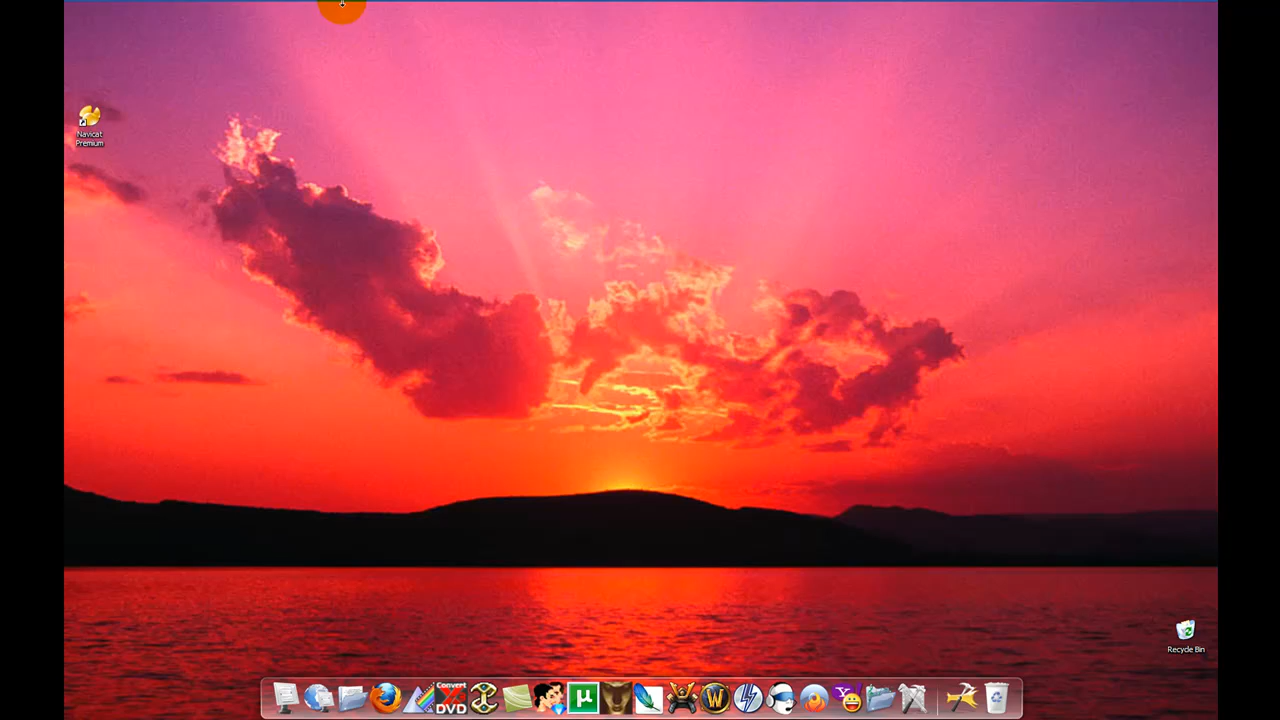 Navicat
Premium
Recycle Bin
Convert
X
DVD
µ
W